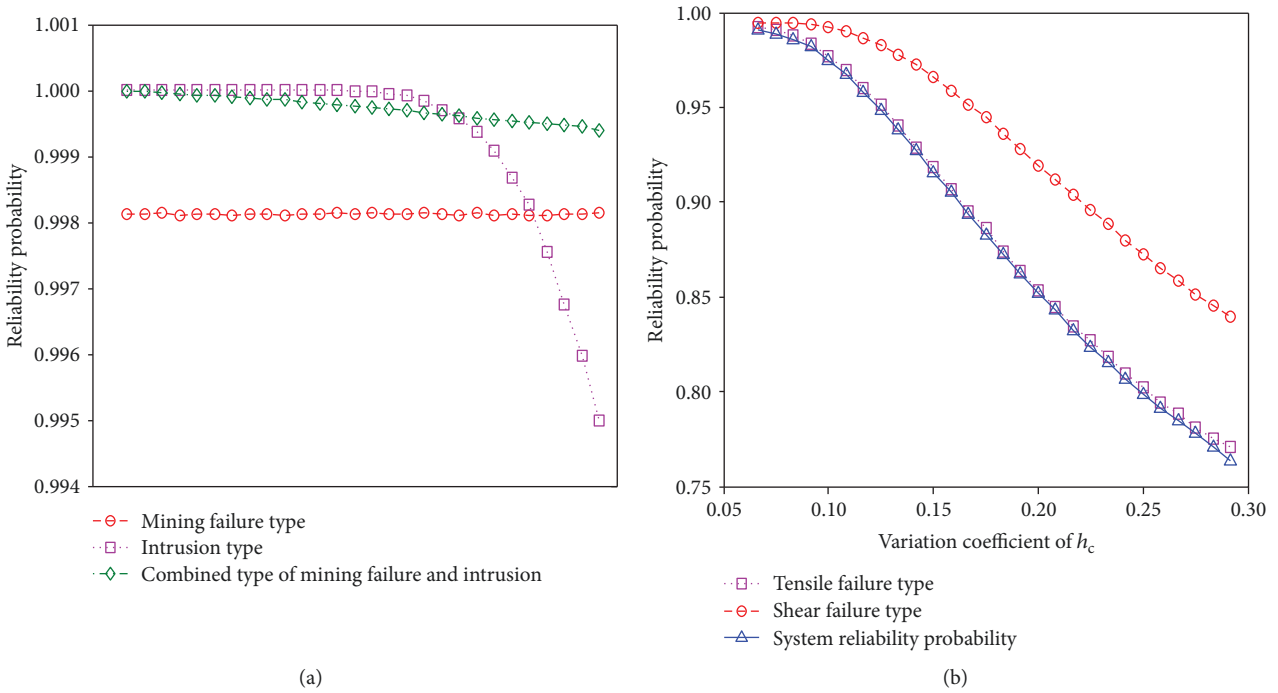 1.001
1.000
0.999
0.998
0.997
0.996
0.995
0.994
Reliability probability
Mining failure type
Intrusion type
Combined type of mining failure and intrusion
(a)
1.00
0.95
0.90
0.85
0.80
0.75
Reliability probability
0.05 0.10 0.15 0.20 0.25 0.30
Variation coefficient of hc
Tensile failure type
Shear failure type
System reliability probability
(b)